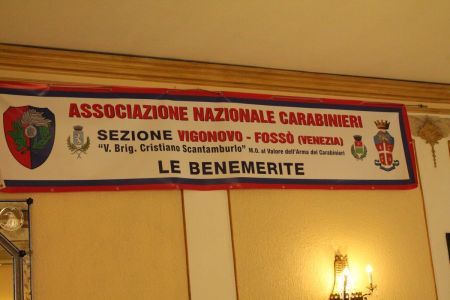 ASSOCIAZIONE NAZIONALE CARABINIERI
SEZIONE VIGONOVO - FOSSÒ (VENEZIA)
"V. Brig. Cristiano Scantamburlo" M.O. al Valore dell'Arma dei Carabinieri
LE BENEMERITE